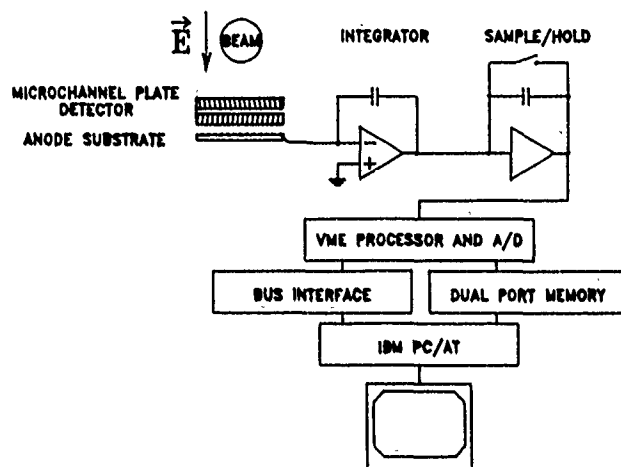 E
BEAM
INTEGRATOR
SAMPLE/HOLD
MICROCHANNEL PLATE
DETECTOR
ANODE SUBSTRATE
−
+
VME PROCESSOR AND A/D
BUS INTERFACE
DUAL PORT MEMORY
IBM PC/AT